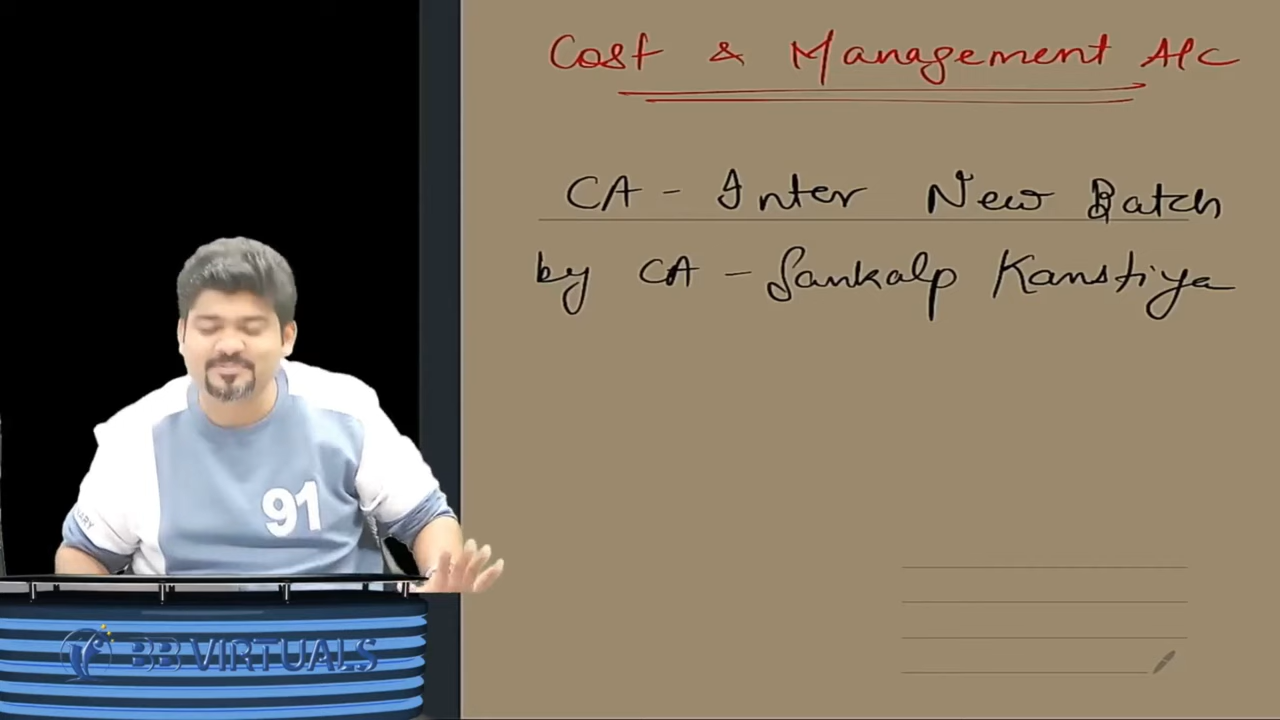 Cost & Management A/c
CA - Inter New Batch
by CA - Sankalp Kanstiya
91
BB VIRTUALS